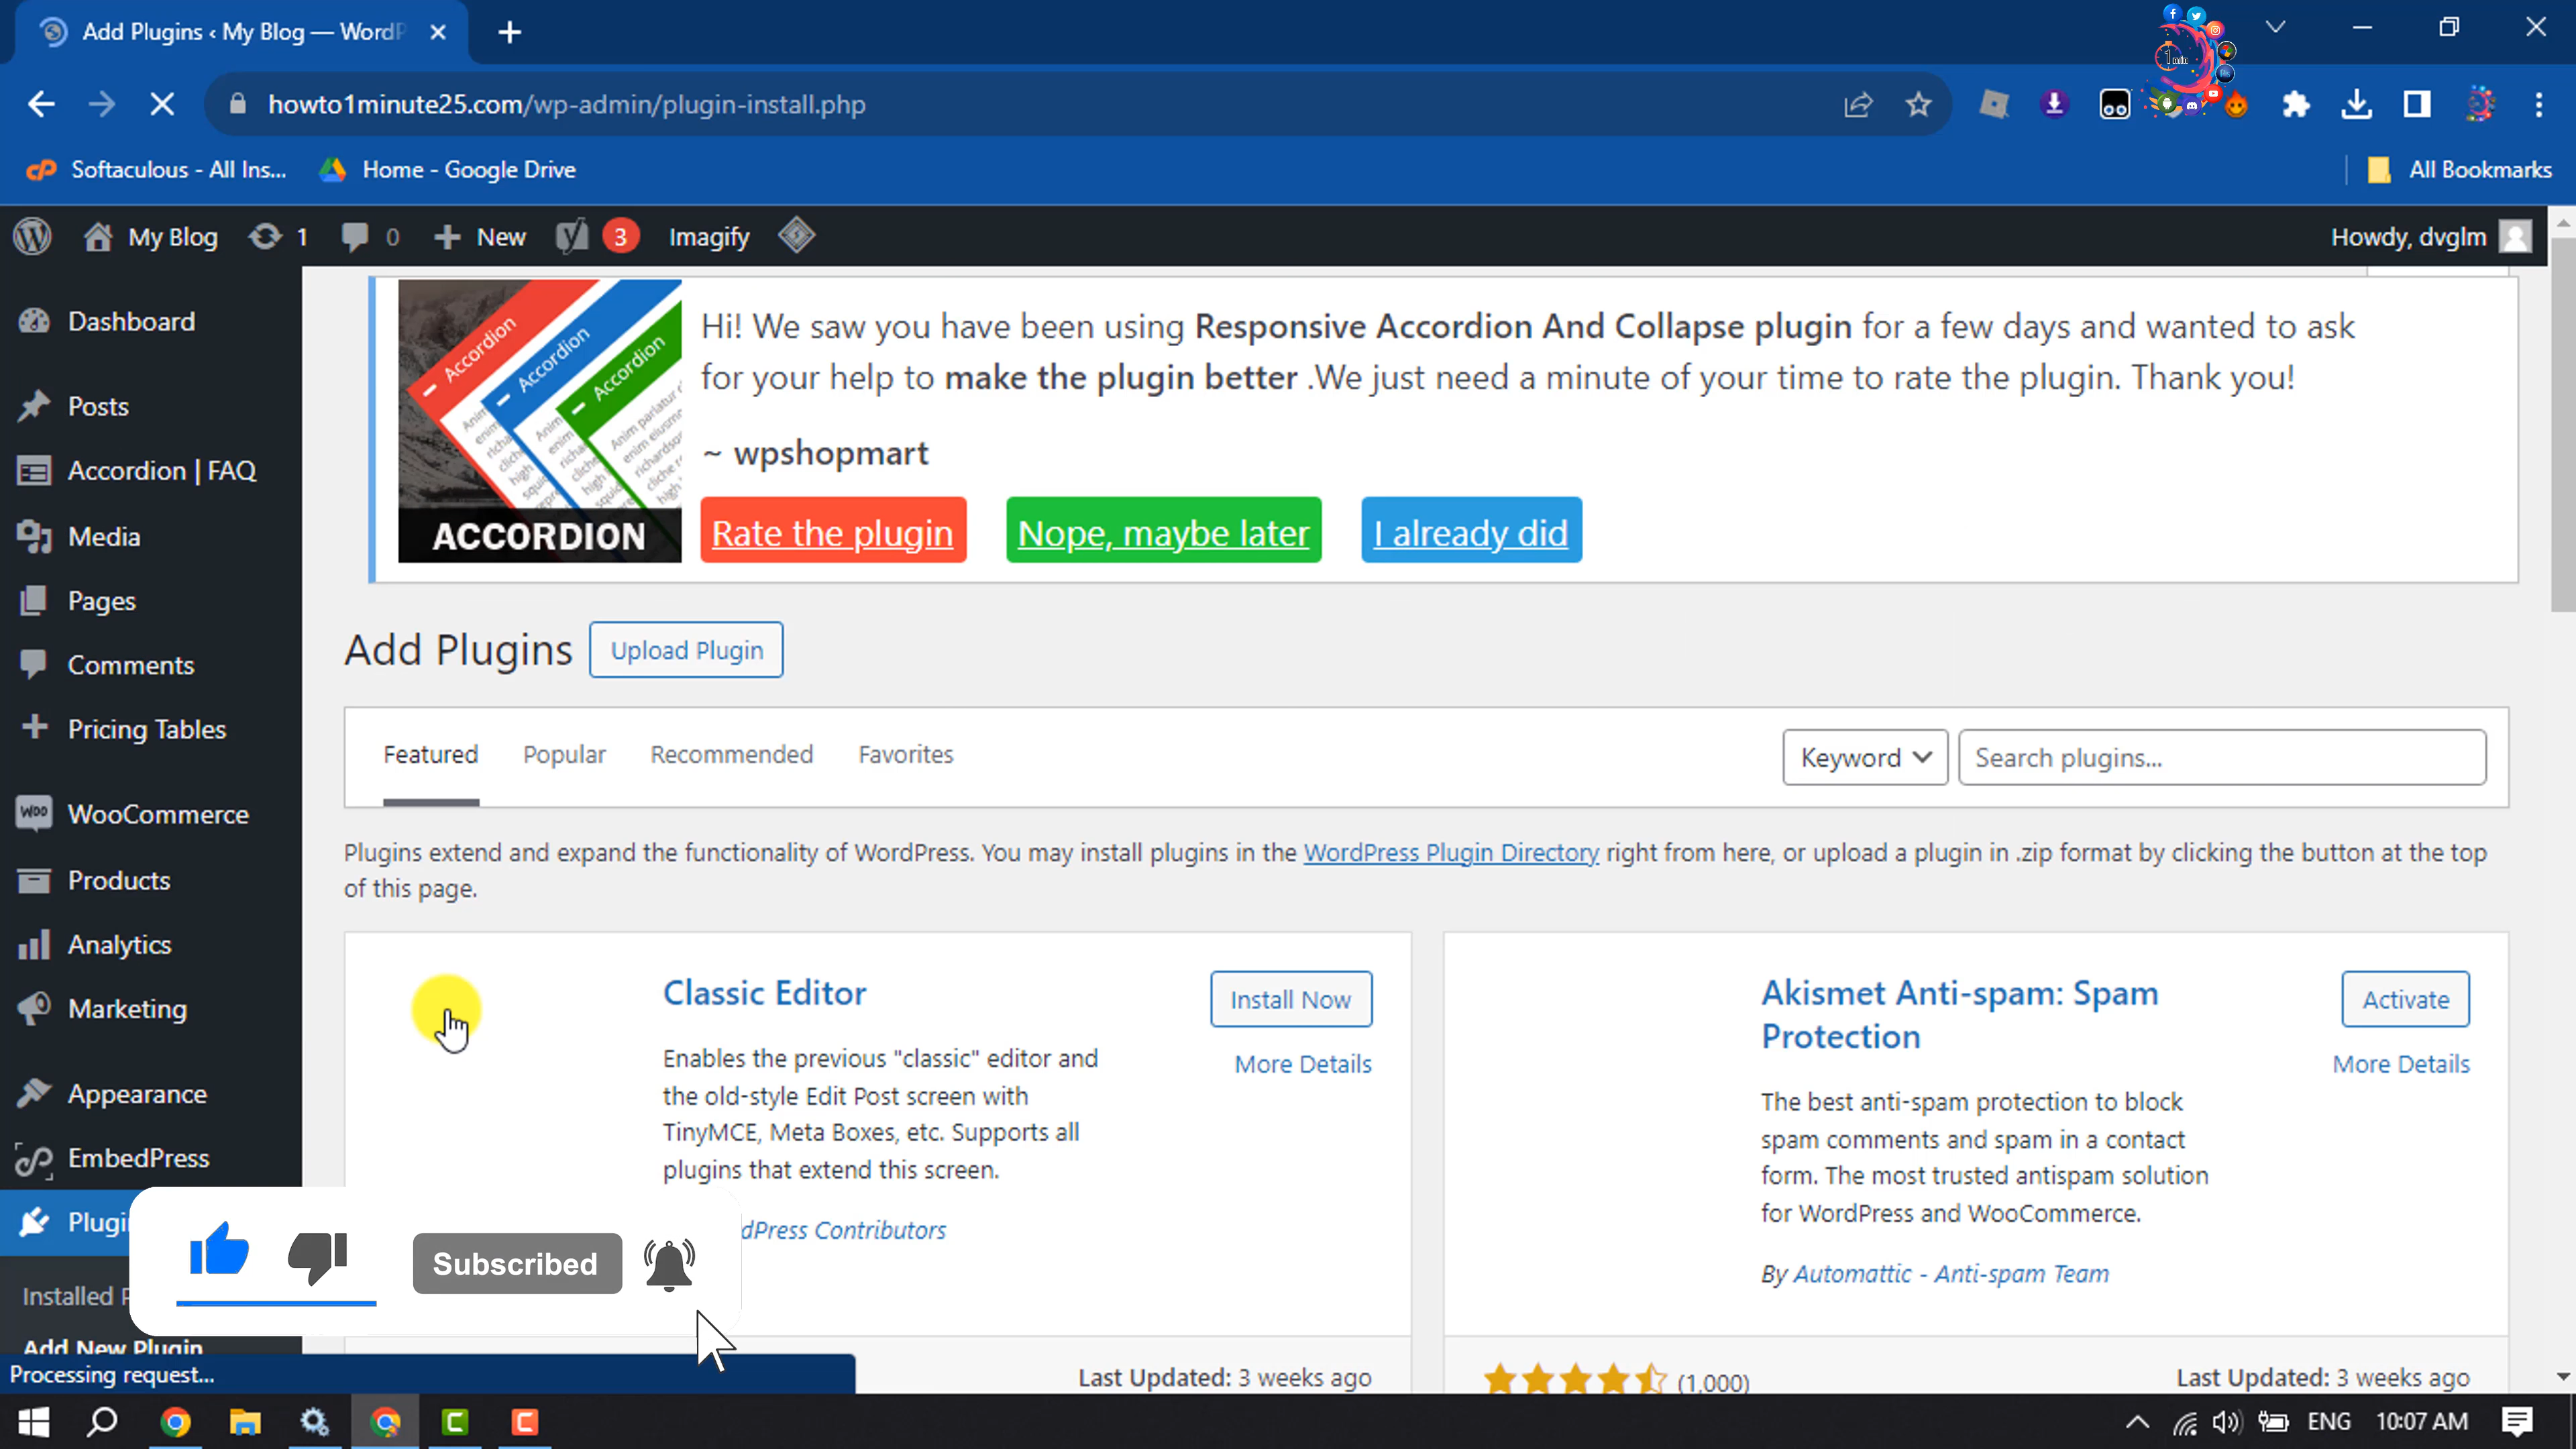 Add Plugins ‹ My Blog — WordP
howto1minute25.com/wp-admin/plugin-install.php
Softaculous - All Ins...
Home - Google Drive
All Bookmarks
My Blog
1
0
New
3
Imagify
Howdy, dvglm
Dashboard
Posts
Accordion | FAQ
Media
Pages
Comments
Pricing Tables
WooCommerce
Products
Analytics
Marketing
Appearance
EmbedPress
Plugin
Installed P
Add New Plugin
Processing request...
Accordion
Accordion
Accordion
ACCORDION
Hi! We saw you have been using Responsive Accordion And Collapse plugin for a few days and wanted to ask
for your help to make the plugin better .We just need a minute of your time to rate the plugin. Thank you!
~ wpshopmart
Rate the plugin
Nope, maybe later
I already did
Add Plugins
Upload Plugin
Featured
Popular
Recommended
Favorites
Keyword
Search plugins...
Plugins extend and expand the functionality of WordPress. You may install plugins in the WordPress Plugin Directory right from here, or upload a plugin in .zip format by clicking the button at the top
of this page.
Classic Editor
Install Now
More Details
Enables the previous "classic" editor and
the old-style Edit Post screen with
TinyMCE, Meta Boxes, etc. Supports all
plugins that extend this screen.
dPress Contributors
Last Updated: 3 weeks ago
Akismet Anti-spam: Spam
Protection
Activate
More Details
The best anti-spam protection to block
spam comments and spam in a contact
form. The most trusted antispam solution
for WordPress and WooCommerce.
By Automattic - Anti-spam Team
(1,000)
Last Updated: 3 weeks ago
Subscribed
ENG
10:07 AM